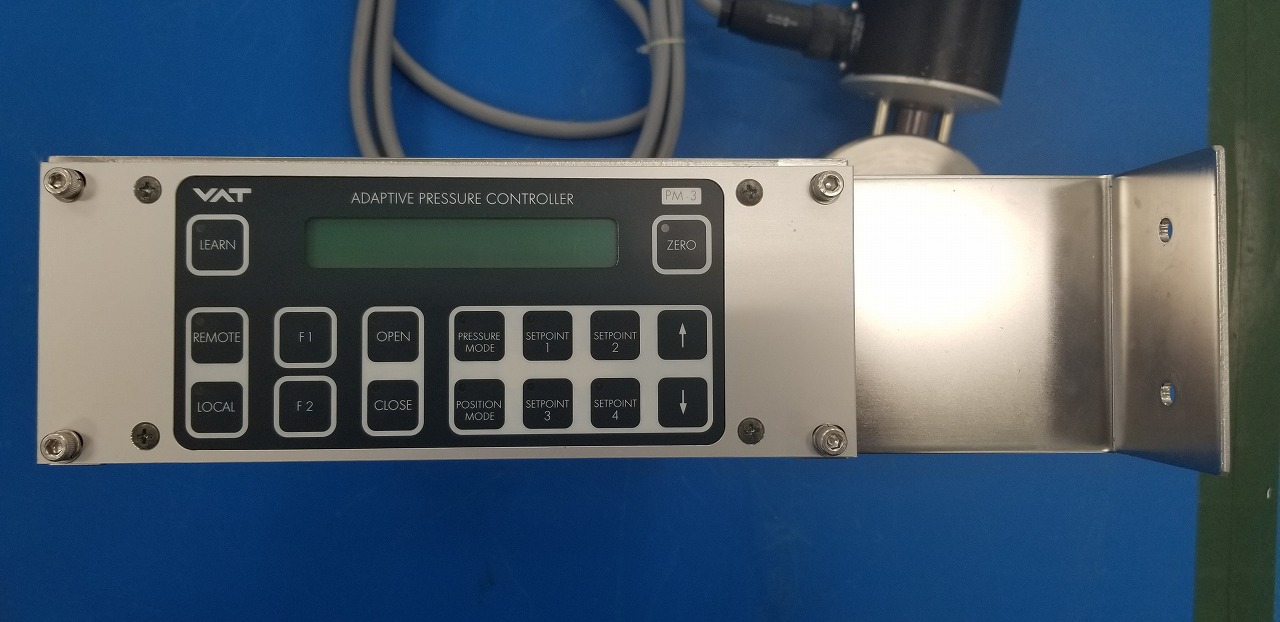 VAT
ADAPTIVE PRESSURE CONTROLLER
PM-3
LEARN
ZERO
REMOTE
F 1
OPEN
PRESSURE
MODE
SETPOINT
1
SETPOINT
2
↑
LOCAL
F 2
CLOSE
POSITION
MODE
SETPOINT
3
SETPOINT
4
↓